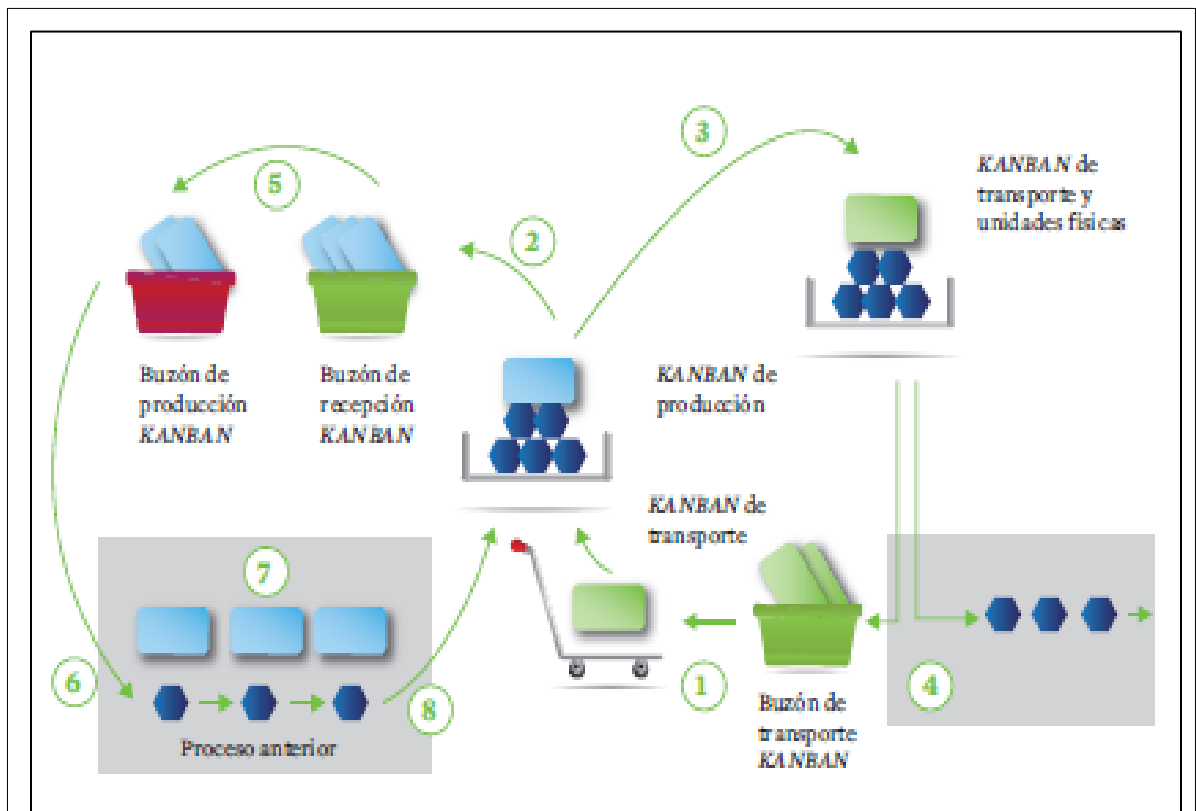 3
KANBAN de
transporte y
unidades físicas
5
2
Buzón de
producción
KANBAN
Buzón de
recepción
KANBAN
KANBAN de
producción
KANBAN de
transporte
7
6
8
1
4
Proceso anterior
Buzón de
transporte
KANBAN